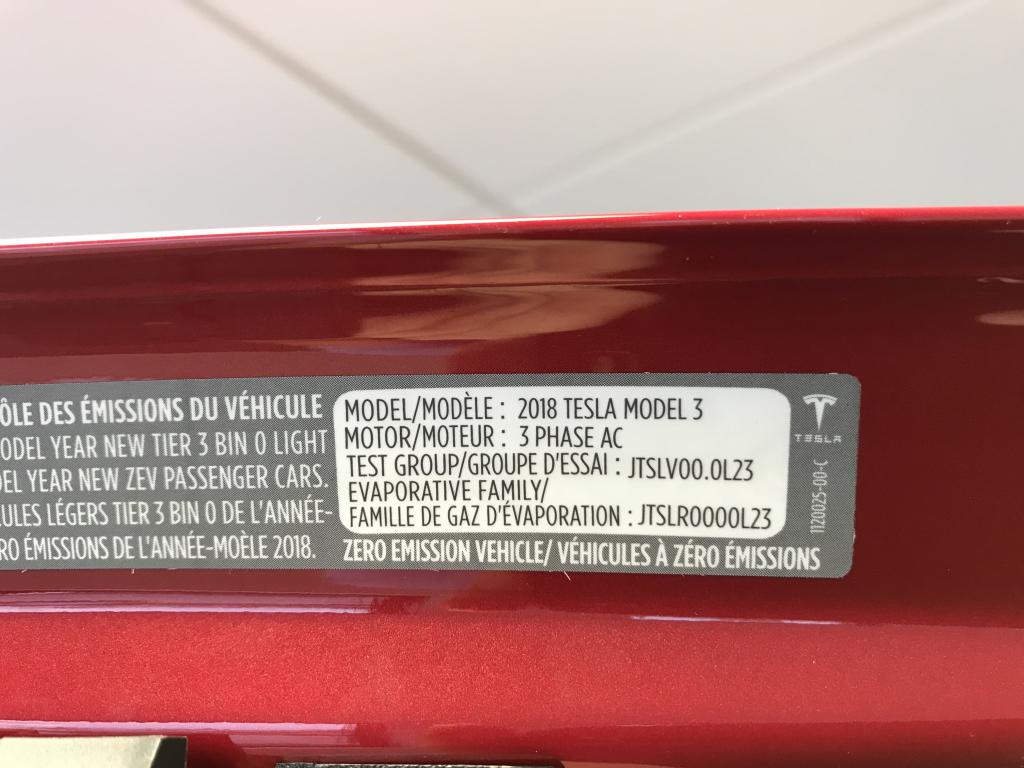 ÔLE DES ÉMISSIONS DU VÉHICULE
ODEL YEAR NEW TIER 3 BIN 0 LIGHT
EL YEAR NEW ZEV PASSENGER CARS.
ULES LÉGERS TIER 3 BIN 0 DE L'ANNÉE-
RO ÉMISSIONS DE L'ANNÉE-MOÈLE 2018.
MODEL/MODÈLE : 2018 TESLA MODEL 3
MOTOR/MOTEUR : 3 PHASE AC
TEST GROUP/GROUPE D'ESSAI : JTSLV00.0L23
EVAPORATIVE FAMILY/
FAMILLE DE GAZ D'ÉVAPORATION : JTSLR0000L23
ZERO EMISSION VEHICLE/ VÉHICULES À ZÉRO ÉMISSIONS
TESLA
1120025-00-C